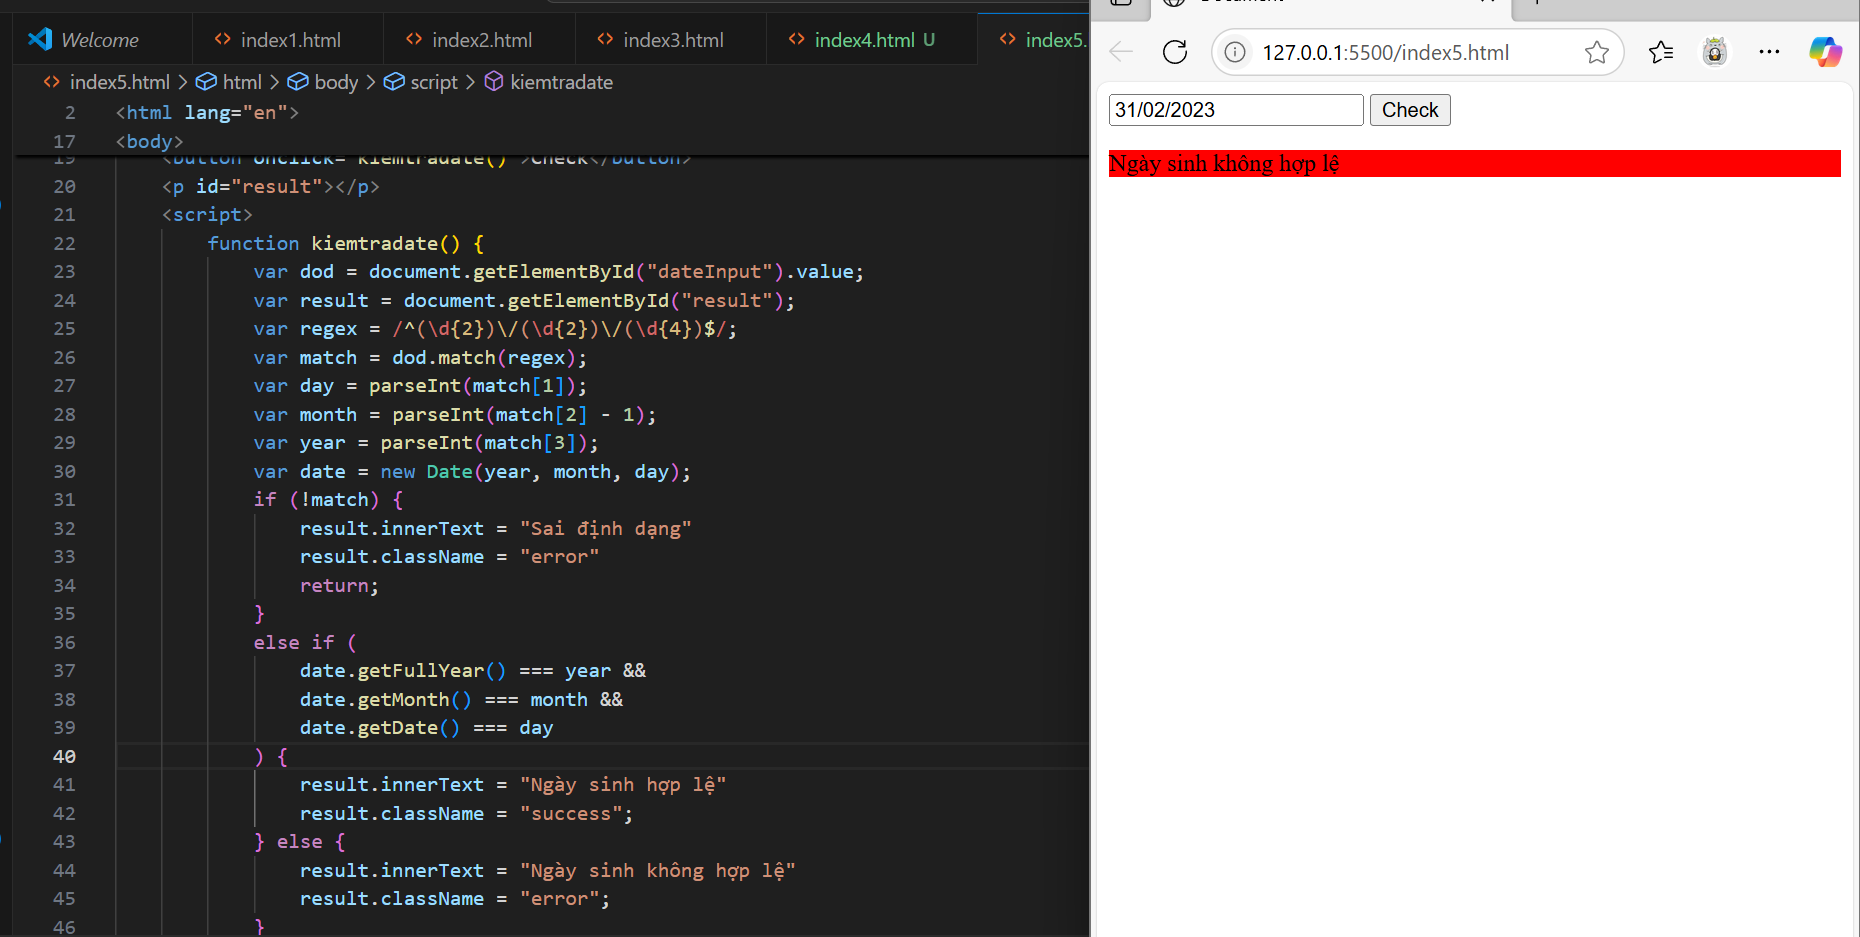 Welcome
index1.html
index2.html
index3.html
index4.html U
index5.
index5.html > html > body > script > kiemtradate
2 <html lang="en">
17 <body>
19 <button onclick="kiemtradate()">Check</button>
20 <p id="result"></p>
21 <script>
22 function kiemtradate() {
23 var dod = document.getElementById("dateInput").value;
24 var result = document.getElementById("result");
25 var regex = /^(\d{2})\/(\d{2})\/(\d{4})$/;
26 var match = dod.match(regex);
27 var day = parseInt(match[1]);
28 var month = parseInt(match[2] - 1);
29 var year = parseInt(match[3]);
30 var date = new Date(year, month, day);
31 if (!match) {
32 result.innerText = "Sai định dạng"
33 result.className = "error"
34 return;
35 }
36 else if (
37 date.getFullYear() === year &&
38 date.getMonth() === month &&
39 date.getDate() === day
40 ) {
41 result.innerText = "Ngày sinh hợp lệ"
42 result.className = "success";
43 } else {
44 result.innerText = "Ngày sinh không hợp lệ"
45 result.className = "error";
46 }
127.0.0.1:5500/index5.html
31/02/2023 Check
Ngày sinh không hợp lệ